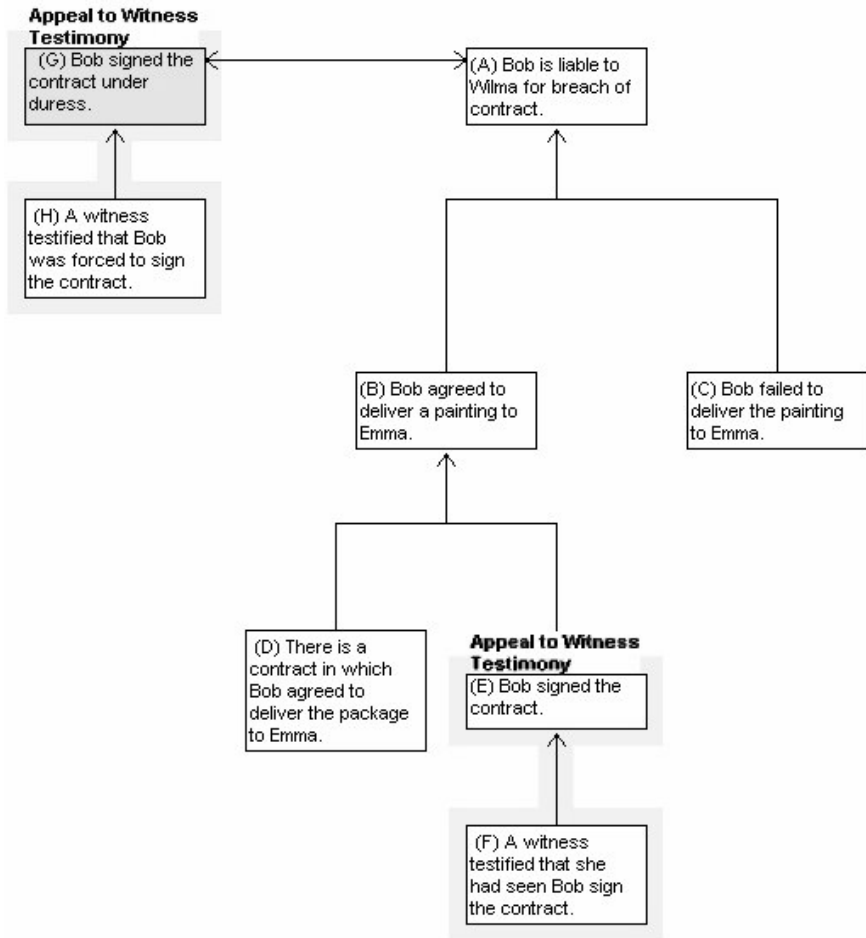 Appeal to Witness
Testimony
(G) Bob signed the
contract under
duress.
(A) Bob is liable to
Wilma for breach of
contract.
(H) A witness
testified that Bob
was forced to sign
the contract.
(B) Bob agreed to
deliver a painting to
Emma.
(C) Bob failed to
deliver the painting
to Emma.
(D) There is a
contract in which
Bob agreed to
deliver the package
to Emma.
Appeal to Witness
Testimony
(E) Bob signed the
contract.
(F) A witness
testified that she
had seen Bob sign
the contract.